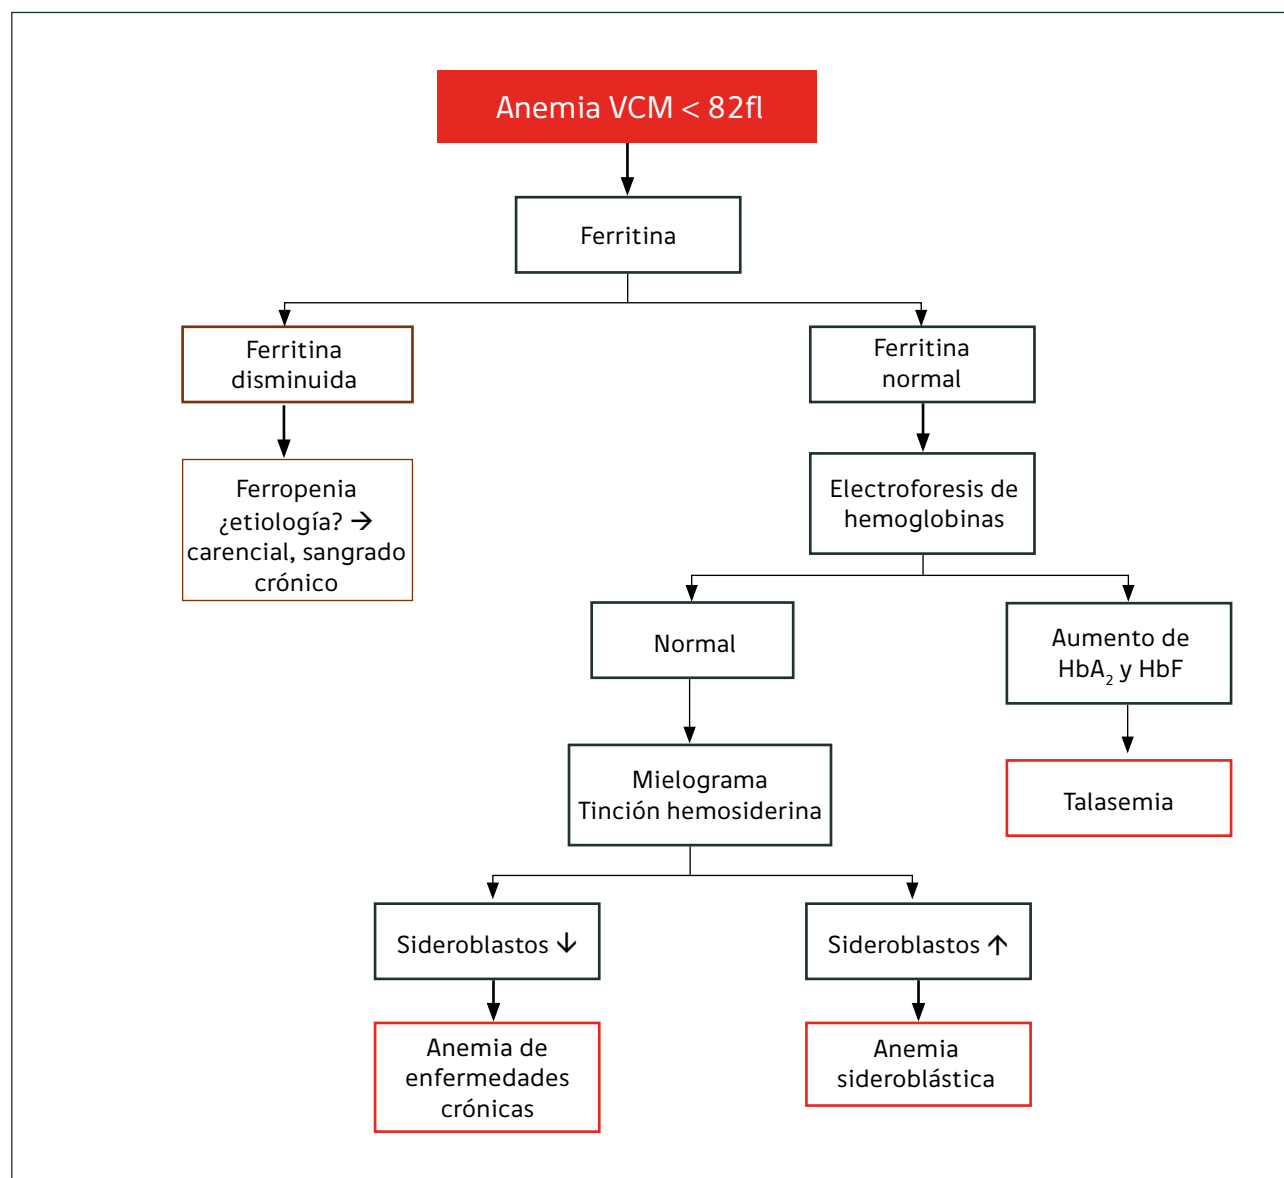 Anemia VCM < 82fl
Ferritina
Ferritina
disminuida
Ferritina
normal
Ferropenia
¿etiología? →
carencial, sangrado
crónico
Electroforesis de
hemoglobinas
Normal
Aumento de
HbA₂ y HbF
Mielograma
Tinción hemosiderina
Talasemia
Sideroblastos ↓
Sideroblastos ↑
Anemia de
enfermedades
crónicas
Anemia
sideroblástica